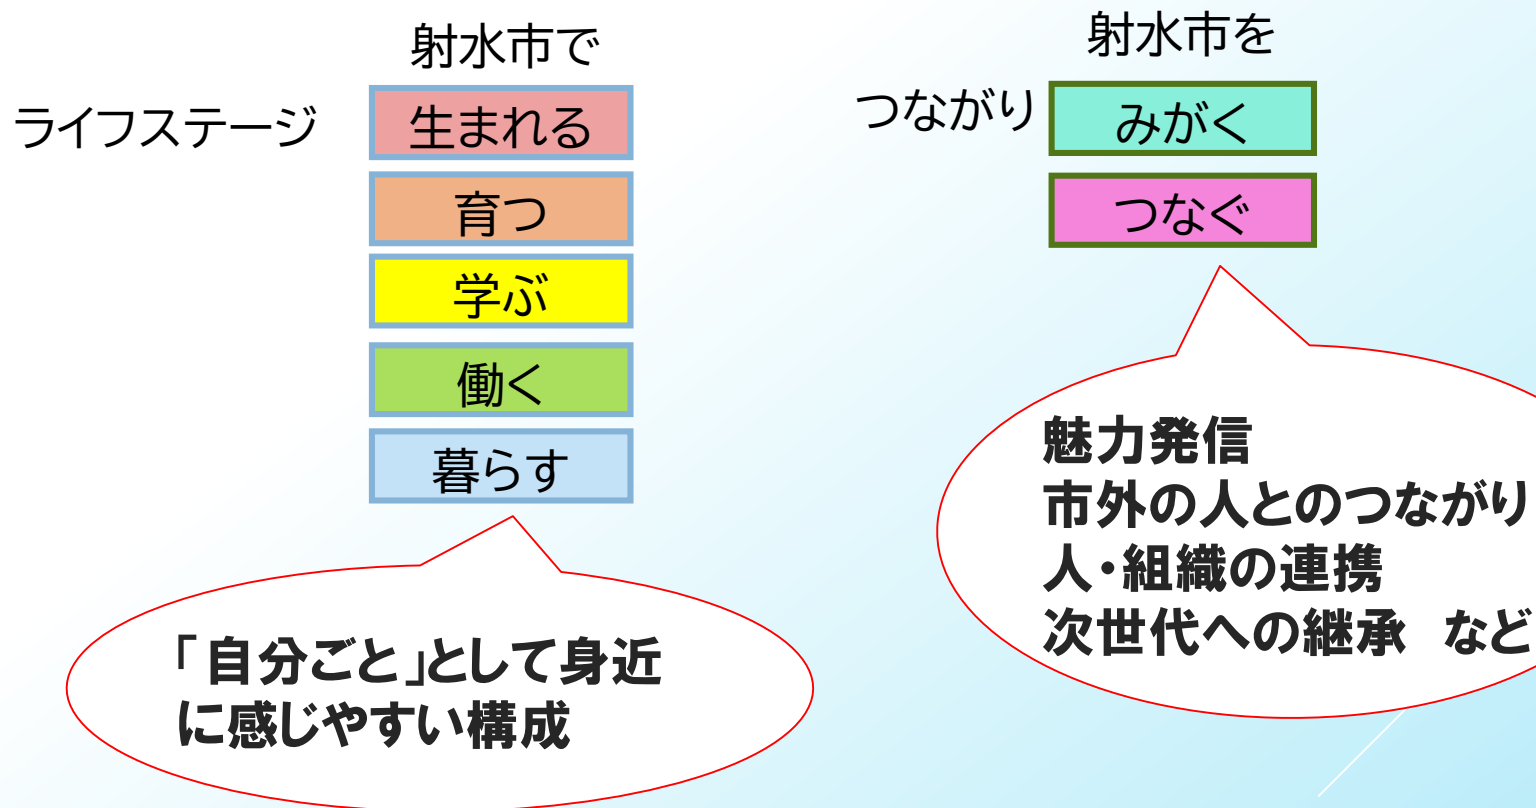 射水市で
ライフステージ
生まれる
育つ
学ぶ
働く
暮らす
「自分ごと」として身近
に感じやすい構成
射水市を
つながり
みがく
つなぐ
魅力発信
市外の人とのつながり
人・組織の連携
次世代への継承　など